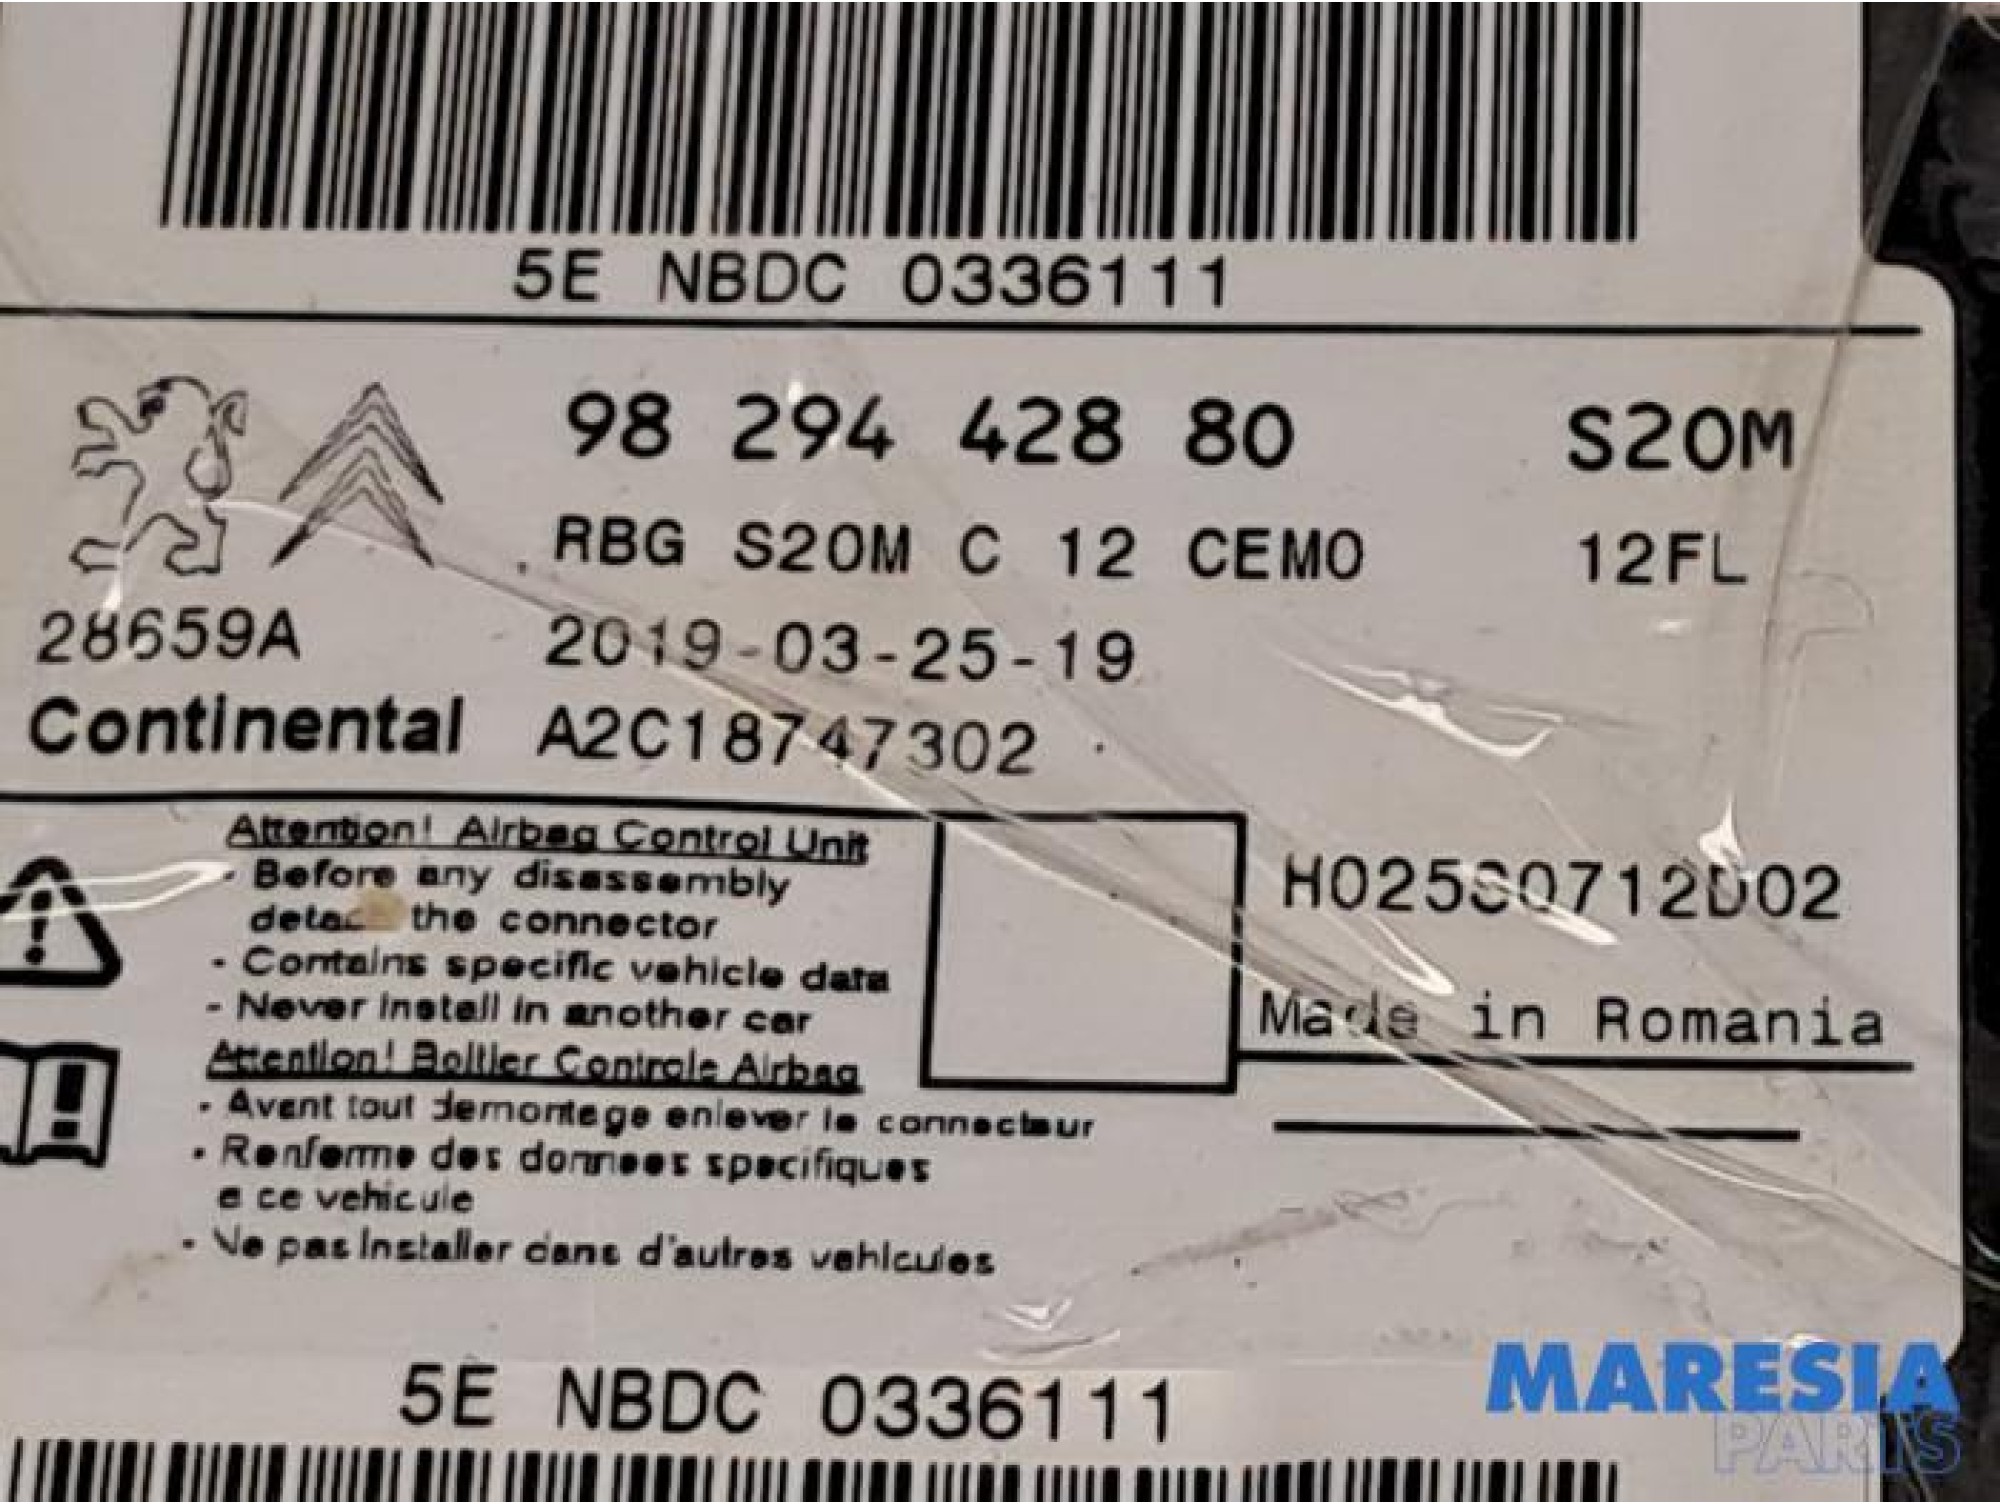 5E NBDC 0336111
98 294 428 80 S20M
RBG S20M C 12 CEMO 12FL
28659A 2019-03-25-19
Continental A2C18747302
Attention! Airbag Control Unit
- Before any disassembly
detach the connector
- Contains specific vehicle data
- Never install in another car
H02S00712D02
Made in Romania
Attention! Boitier Controle Airbag
- Avant tout demontage enlever le connecteur
- Renferme des donnees specifiques
a ce vehicule
- Ne pas installer dans d'autres vehicules
5E NBDC 0336111
MARESIA
PARTS